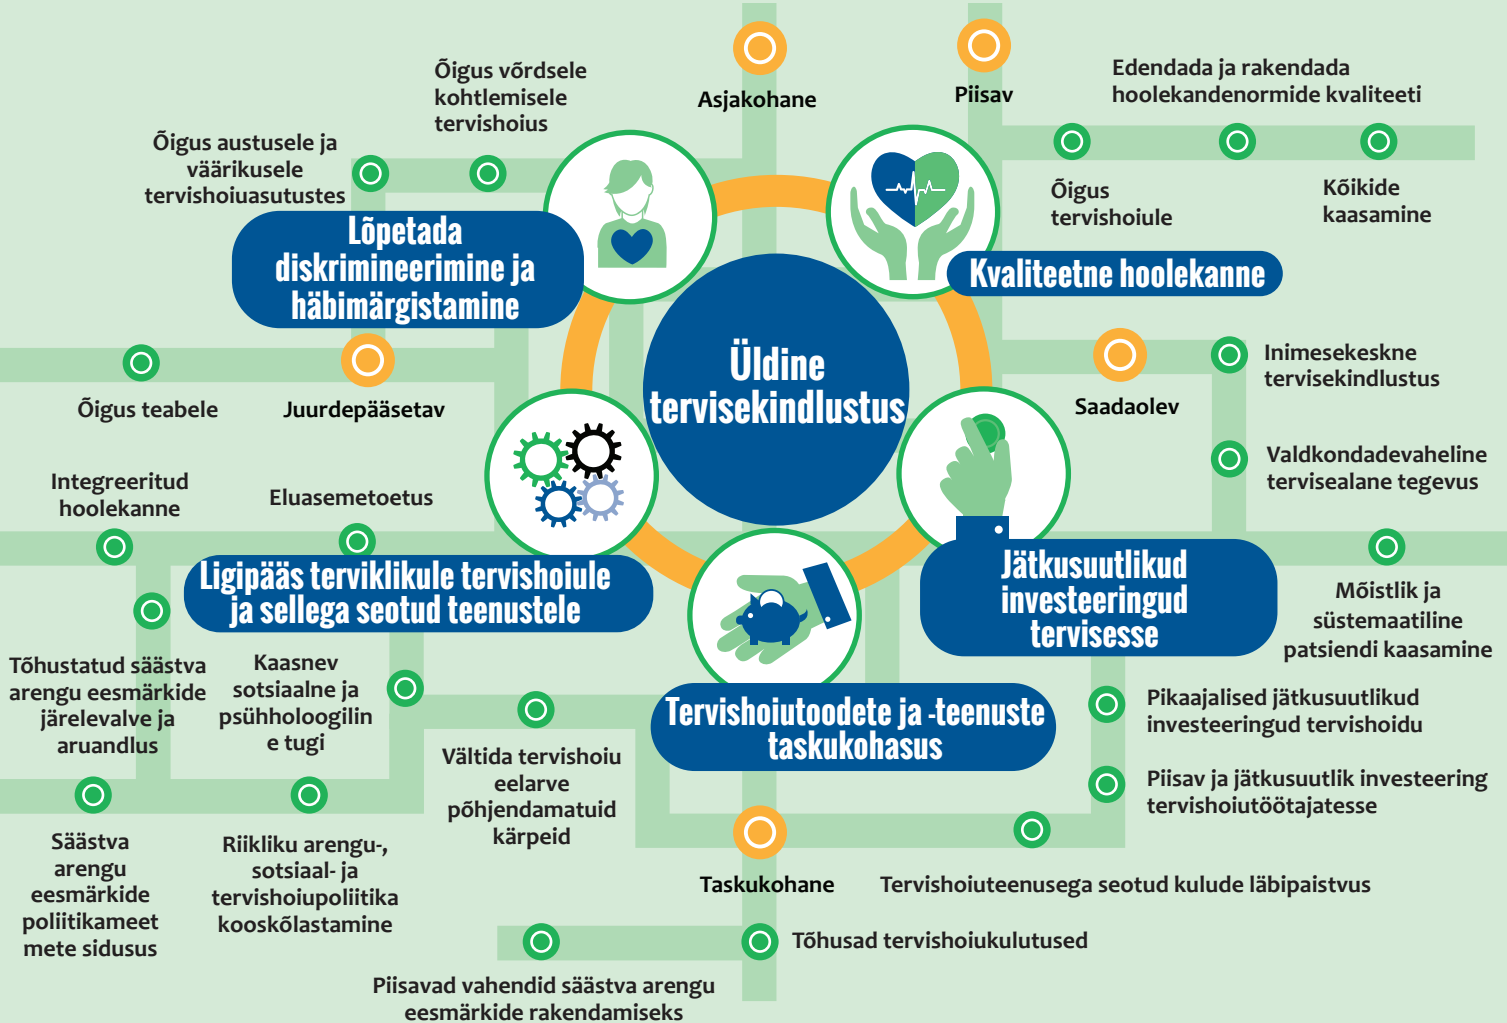 Õigus võrdsele
kohtlemisele
tervishoius
Asjakohane
Piisav
Edendada ja rakendada
hoolekandenormide kvaliteeti
Õigus austusele ja
väärikusele
tervishoiuasutustes
Õigus
tervishoiule
Kõikide
kaasamine
Lõpetada
diskrimineerimine ja
häbimärgistamine
Kvaliteetne hoolekanne
Üldine
tervisekindlustus
Õigus teabele
Juurdepääsetav
Saadaolev
Inimesekeskne
tervisekindlustus
Valdkondadevaheline
tervisealane tegevus
Integreeritud
hoolekanne
Eluasemetoetus
Ligipääs terviklikule tervishoiule
ja sellega seotud teenustele
Jätkusuutlikud
investeeringud
tervisesse
Mõistlik ja
süstemaatiline
patsiendi kaasamine
Tõhustatud säästva
arengu eesmärkide
järelevalve ja
aruandlus
Kaasnev
sotsiaalne ja
psühholoogilin
e tugi
Tervishoiutoodete ja -teenuste
taskukohasus
Pikaajalised jätkusuutlikud
investeeringud tervishoidu
Vältida tervishoiu
eelarve
põhjendamatuid
kärpeid
Piisav ja jätkusuutlik investeering
tervishoiutöötajatesse
Säästva
arengu
eesmärkide
poliitikameet
mete sidusus
Riikliku arengu-,
sotsiaal- ja
tervishoiupoliitika
kooskõlastamine
Taskukohane
Tervishoiuteenusega seotud kulude läbipaistvus
Tõhusad tervishoiukulutused
Piisavad vahendid säästva arengu
eesmärkide rakendamiseks